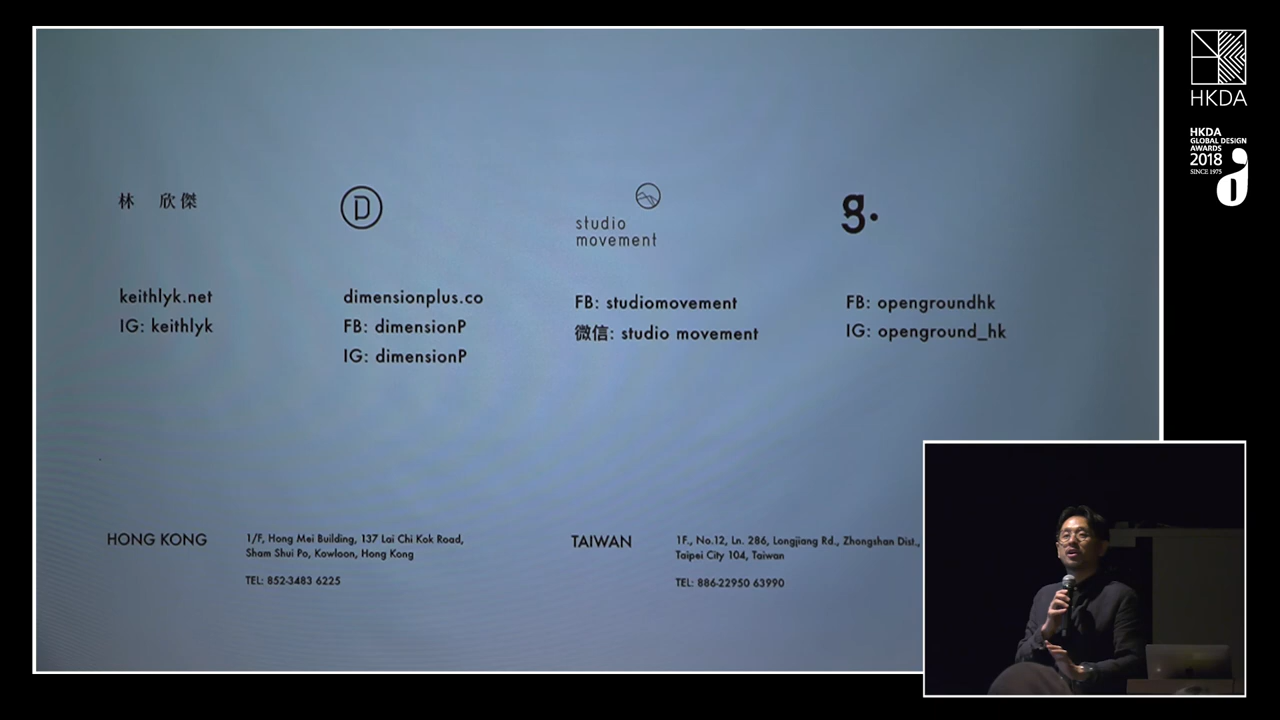 林 欣傑
D
studio
movement
g.
keithlyk.net
IG: keithlyk
dimensionplus.co
FB: dimensionP
IG: dimensionP
FB: studiomovement
微信: studio movement
FB: opengroundhk
IG: openground_hk
HONG KONG
1/F, Hong Mei Building, 137 Lai Chi Kok Road,
Sham Shui Po, Kowloon, Hong Kong
TEL: 852-3483 6225
TAIWAN
1F., No.12, Ln. 286, Longjiang Rd., Zhongshan Dist.,
Taipei City 104, Taiwan
TEL: 886-22950 63990
HKDA
HKDA
GLOBAL DESIGN
AWARDS
2018
SINCE 1975